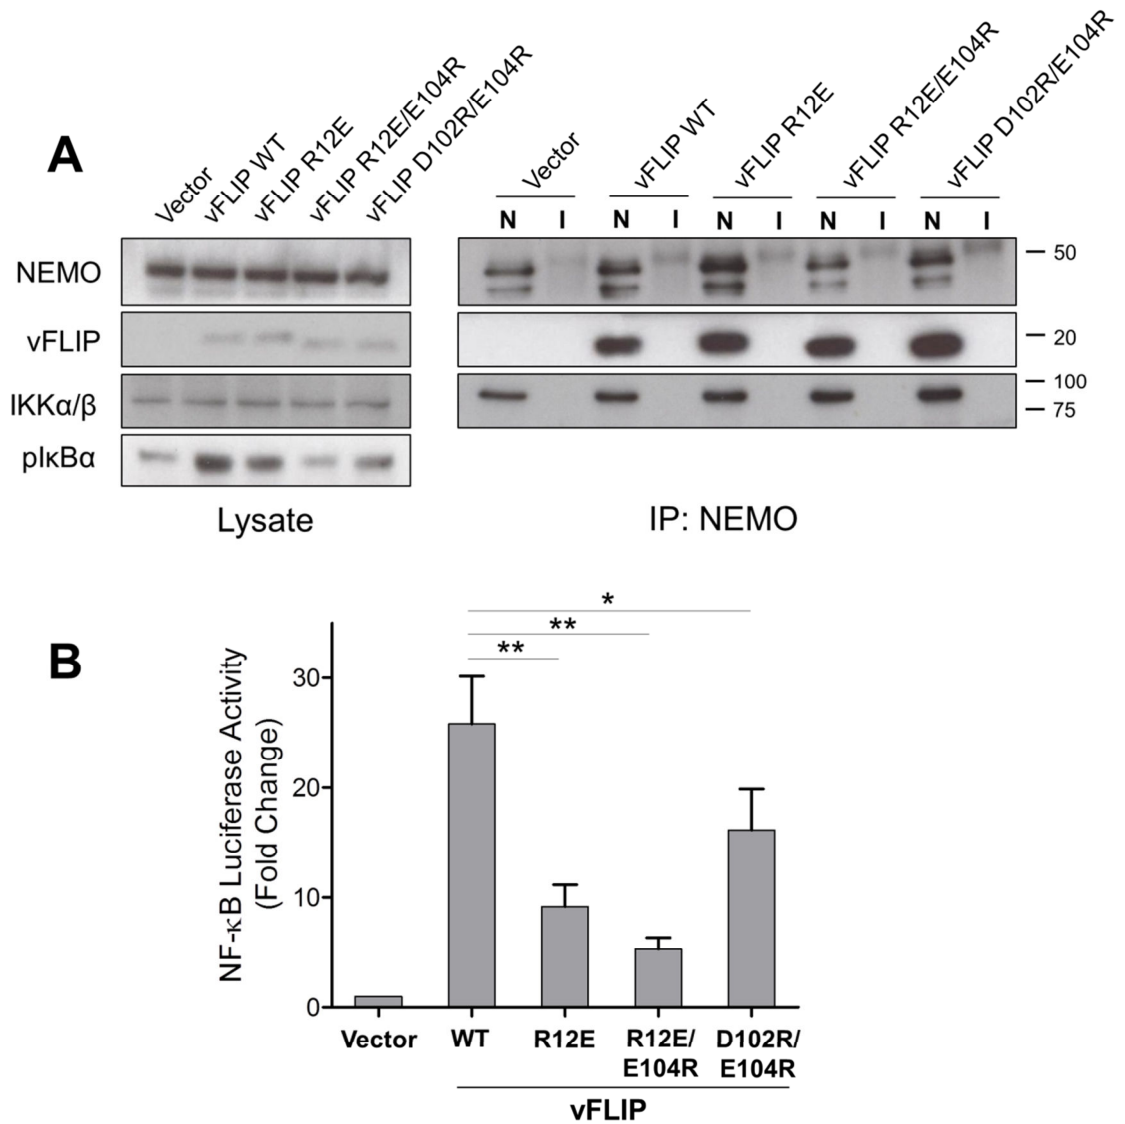 A
Vector
vFLIP WT
vFLIP R12E
vFLIP R12E/E104R
vFLIP D102R/E104R
Vector
vFLIP WT
vFLIP R12E
vFLIP R12E/E104R
vFLIP D102R/E104R
N I N I N I N I N I
NEMO
vFLIP
IKKα/β
pIκBα
50
20
100
75
Lysate
IP: NEMO
B
NF-κB Luciferase Activity
(Fold Change)
30
20
10
0
*
**
**
Vector
WT
R12E
R12E/
E104R
D102R/
E104R
vFLIP